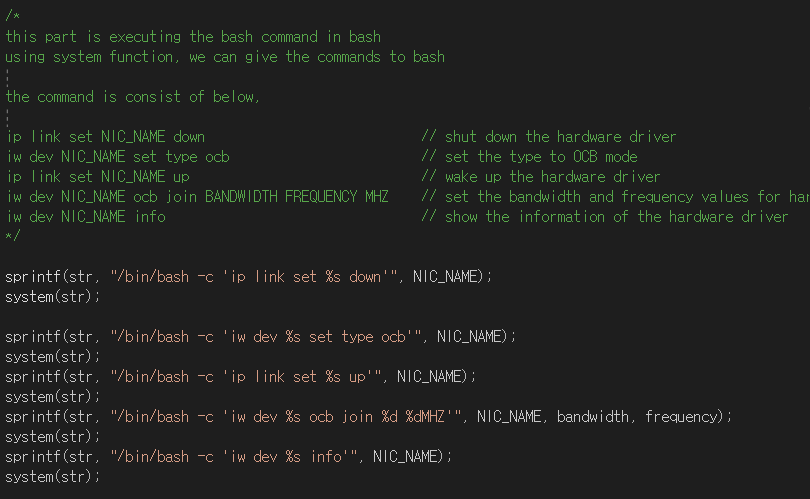 /*
this part is executing the bash command in bash
using system function, we can give the commands to bash
the command is consist of below,
ip link set NIC_NAME down // shut down the hardware driver
iw dev NIC_NAME set type ocb // set the type to OCB mode
ip link set NIC_NAME up // wake up the hardware driver
iw dev NIC_NAME ocb join BANDWIDTH FREQUENCY MHZ // set the bandwidth and frequency values for har
iw dev NIC_NAME info // show the information of the hardware driver
*/
sprintf(str, "/bin/bash -c 'ip link set %s down'", NIC_NAME);
system(str);
sprintf(str, "/bin/bash -c 'iw dev %s set type ocb'", NIC_NAME);
system(str);
sprintf(str, "/bin/bash -c 'ip link set %s up'", NIC_NAME);
system(str);
sprintf(str, "/bin/bash -c 'iw dev %s ocb join %d %dMHZ'", NIC_NAME, bandwidth, frequency);
system(str);
sprintf(str, "/bin/bash -c 'iw dev %s info'", NIC_NAME);
system(str);